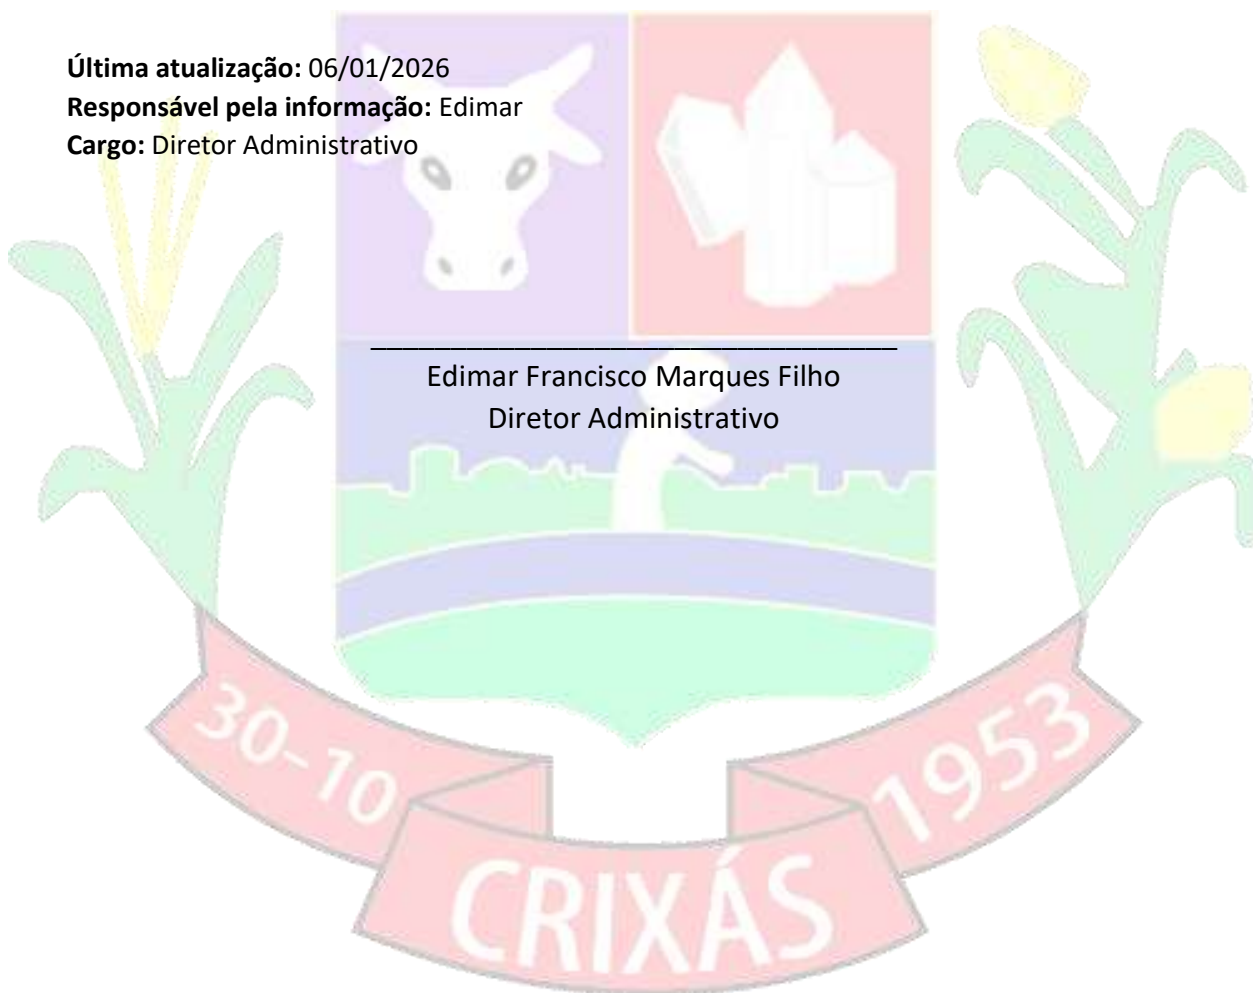 Última atualização: 06/01/2026
Responsável pela informação: Edimar
Cargo: Diretor Administrativo
Edimar Francisco Marques Filho
Diretor Administrativo
30-10
1953
CRIXÁS